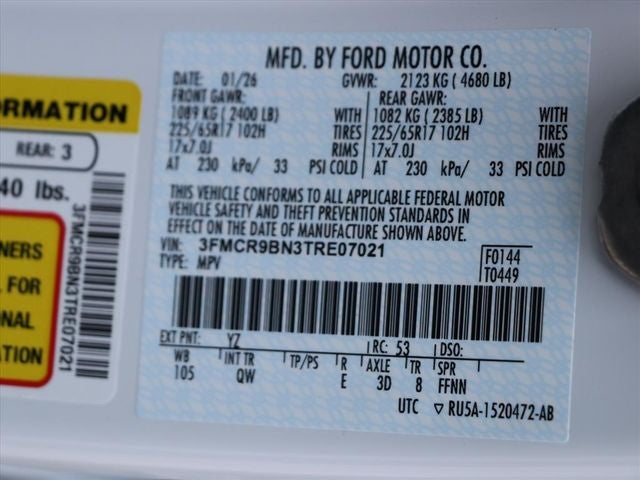 ORMATION
REAR: 3
40 lbs.
NERS
L FOR
ONAL
TION
3FMCR9BN3TRE07021
MFD. BY FORD MOTOR CO.
DATE: 01/26 GVWR: 2123 KG ( 4680 LB)
FRONT GAWR: REAR GAWR:
1089 KG ( 2400 LB) WITH 1082 KG ( 2385 LB) WITH
225/65R17 102H TIRES 225/65R17 102H TIRES
17x7.0J RIMS 17x7.0J RIMS
AT 230 kPa/ 33 PSI COLD AT 230 kPa/ 33 PSI COLD
THIS VEHICLE CONFORMS TO ALL APPLICABLE FEDERAL MOTOR
VEHICLE SAFETY AND THEFT PREVENTION STANDARDS IN
EFFECT ON THE DATE OF MANUFACTURE SHOWN ABOVE.
VIN: 3FMCR9BN3TRE07021
TYPE: MPV
F0144
T0449
EXT PNT: YZ RC: 53 DSO:
WB INT TR TP/PS R AXLE TR SPR
105 QW E 3D 8 FFNN
UTC ▽ RU5A-1520472-AB